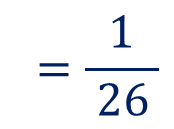 = 1/26